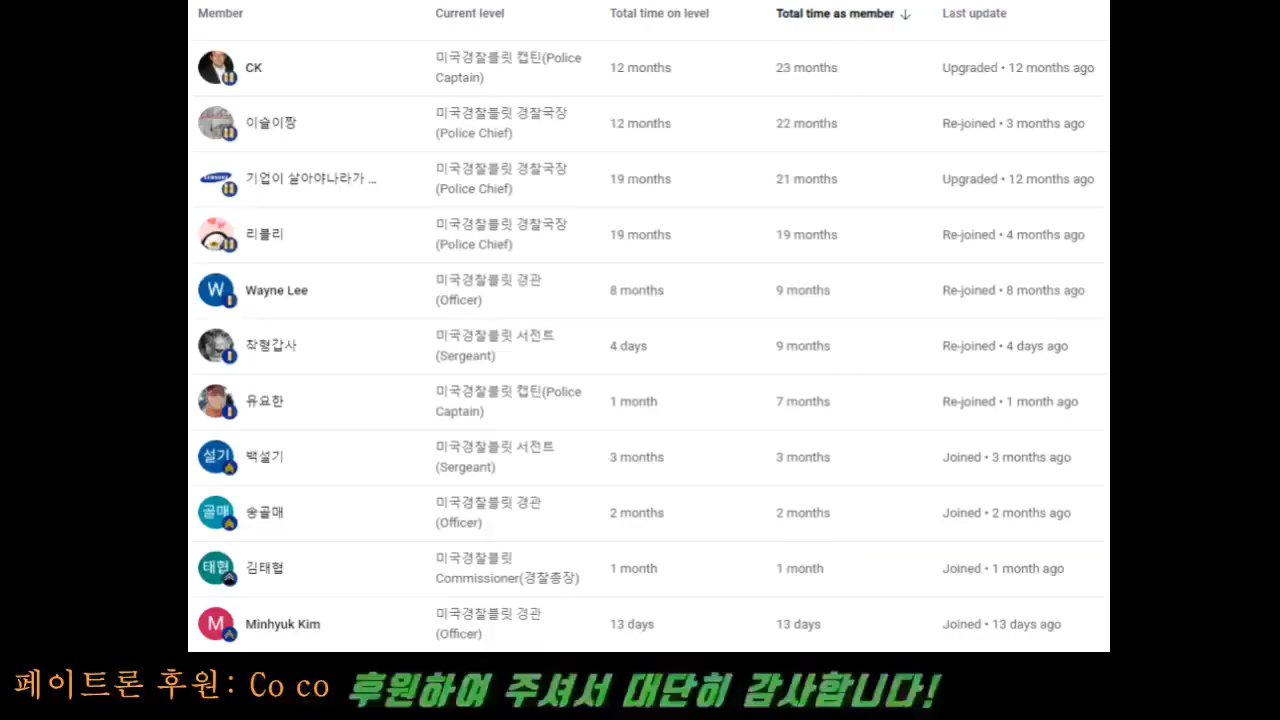 Member Current level Total time on level Total time as member ↓ Last update
CK 미국경찰블릿 캡틴(Police 12 months 23 months Upgraded • 12 months ago
Captain)
이슬이짱 미국경찰블릿 경찰국장 12 months 22 months Re-joined • 3 months ago
(Police Chief)
SAMSUNG 기업이 살아야나라가 ... 미국경찰블릿 경찰국장 19 months 21 months Upgraded • 12 months ago
(Police Chief)
리블리 미국경찰블릿 경찰국장 19 months 19 months Re-joined • 4 months ago
(Police Chief)
W Wayne Lee 미국경찰블릿 경관 8 months 9 months Re-joined • 8 months ago
(Officer)
착형갑사 미국경찰블릿 서전트 4 days 9 months Re-joined • 4 days ago
(Sergeant)
유요한 미국경찰블릿 캡틴(Police 1 month 7 months Re-joined • 1 month ago
Captain)
설기 백설기 미국경찰블릿 서전트 3 months 3 months Joined • 3 months ago
(Sergeant)
골매 송골매 미국경찰블릿 경관 2 months 2 months Joined • 2 months ago
(Officer)
태협 김태협 미국경찰블릿 1 month 1 month Joined • 1 month ago
Commissioner(경찰총장)
M Minhyuk Kim 미국경찰블릿 경관 13 days 13 days Joined • 13 days ago
(Officer)
페이트론 후원: Co co 후원하여 주셔서 대단히 감사합니다!